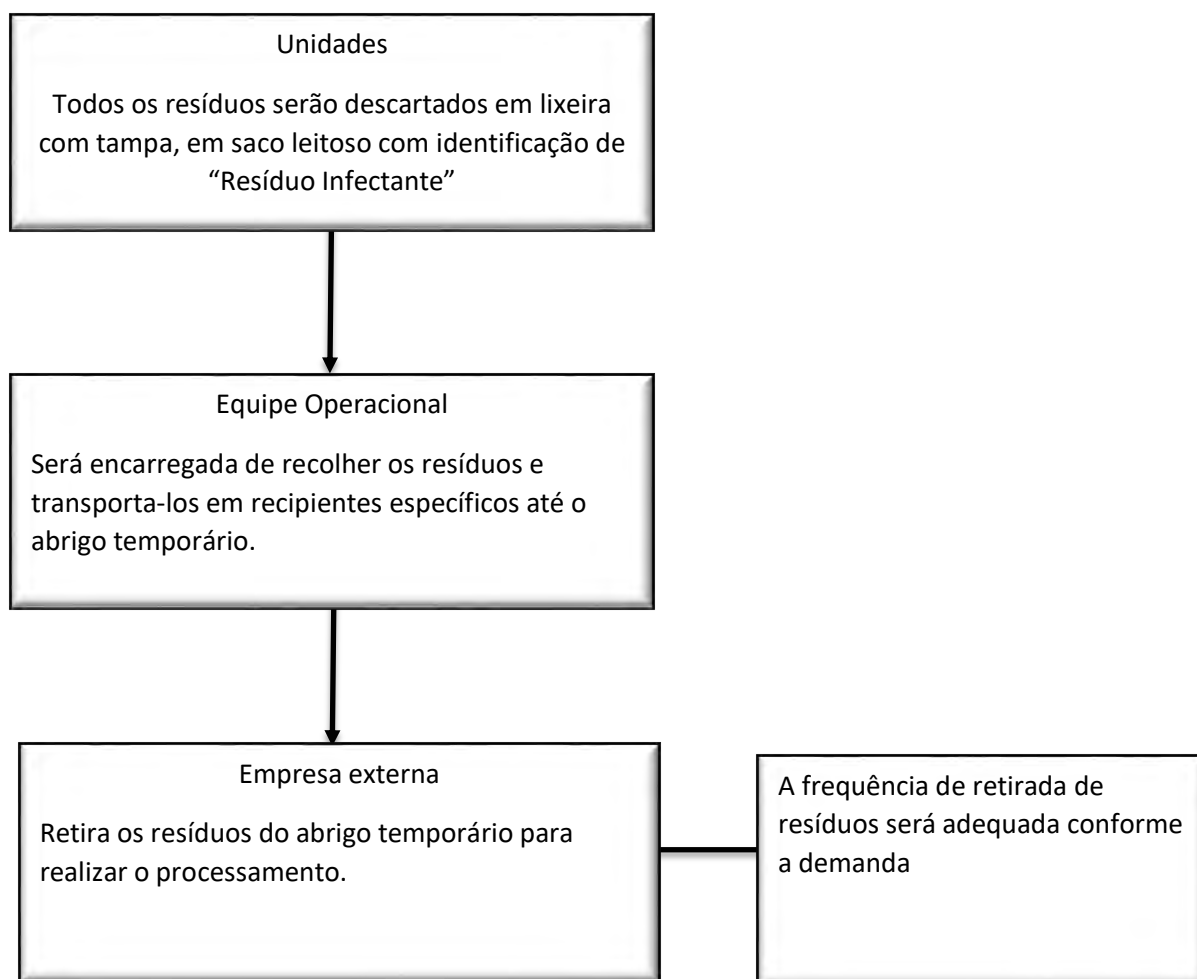 Unidades
Todos os resíduos serão descartados em lixeira
com tampa, em saco leitoso com identificação de
“Resíduo Infectante”
Equipe Operacional
Será encarregada de recolher os resíduos e
transporta-los em recipientes específicos até o
abrigo temporário.
Empresa externa
Retira os resíduos do abrigo temporário para
realizar o processamento.
A frequência de retirada de
resíduos será adequada conforme
a demanda